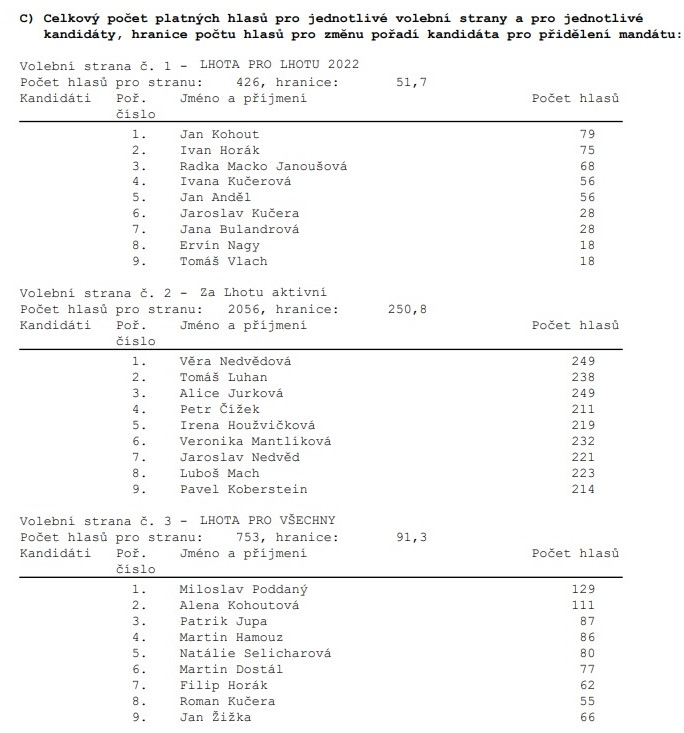 C) Celkový počet platných hlasů pro jednotlivé volební strany a pro jednotlivé
kandidáty, hranice počtu hlasů pro změnu pořadí kandidáta pro přidělení mandátu:
Volební strana č. 1 - LHOTA PRO LHOTU 2022
Počet hlasů pro stranu: 426, hranice: 51,7
Kandidáti Poř. Jméno a příjmení Počet hlasů
číslo
1. Jan Kohout 79
2. Ivan Horák 75
3. Radka Macko Janoušová 68
4. Ivana Kučerová 56
5. Jan Anděl 56
6. Jaroslav Kučera 28
7. Jana Bulandrová 28
8. Ervín Nagy 18
9. Tomáš Vlach 18
Volební strana č. 2 - Za Lhotu aktivní
Počet hlasů pro stranu: 2056, hranice: 250,8
Kandidáti Poř. Jméno a příjmení Počet hlasů
číslo
1. Věra Nedvědová 249
2. Tomáš Luhan 238
3. Alice Jurková 249
4. Petr Čížek 211
5. Irena Houžvičková 219
6. Veronika Mantlíková 232
7. Jaroslav Nedvěd 221
8. Luboš Mach 223
9. Pavel Koberstein 214
Volební strana č. 3 - LHOTA PRO VŠECHNY
Počet hlasů pro stranu: 753, hranice: 91,3
Kandidáti Poř. Jméno a příjmení Počet hlasů
číslo
1. Miloslav Poddaný 129
2. Alena Kohoutová 111
3. Patrik Jupa 87
4. Martin Hamouz 86
5. Natálie Selicharová 80
6. Martin Dostál 77
7. Filip Horák 62
8. Roman Kučera 55
9. Jan Žižka 66